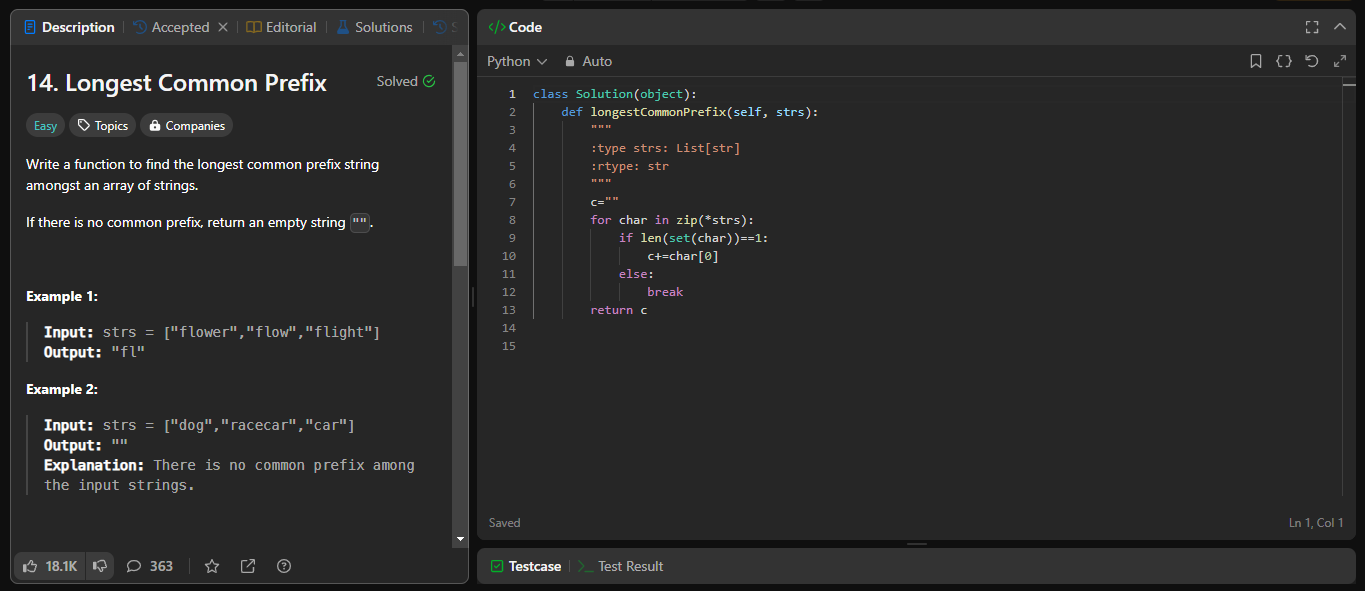 Description
Accepted
Editorial
Solutions
14. Longest Common Prefix
Solved
Easy
Topics
Companies
Write a function to find the longest common prefix string
amongst an array of strings.
If there is no common prefix, return an empty string "".
Example 1:
Input: strs = ["flower","flow","flight"]
Output: "fl"
Example 2:
Input: strs = ["dog","racecar","car"]
Output: ""
Explanation: There is no common prefix among
the input strings.
18.1K
363
</> Code
Python
Auto
1 class Solution(object):
2 def longestCommonPrefix(self, strs):
3 """
4 :type strs: List[str]
5 :rtype: str
6 """
7 c=""
8 for char in zip(*strs):
9 if len(set(char))==1:
10 c+=char[0]
11 else:
12 break
13 return c
14
15
Saved
Ln 1, Col 1
Testcase
>_ Test Result